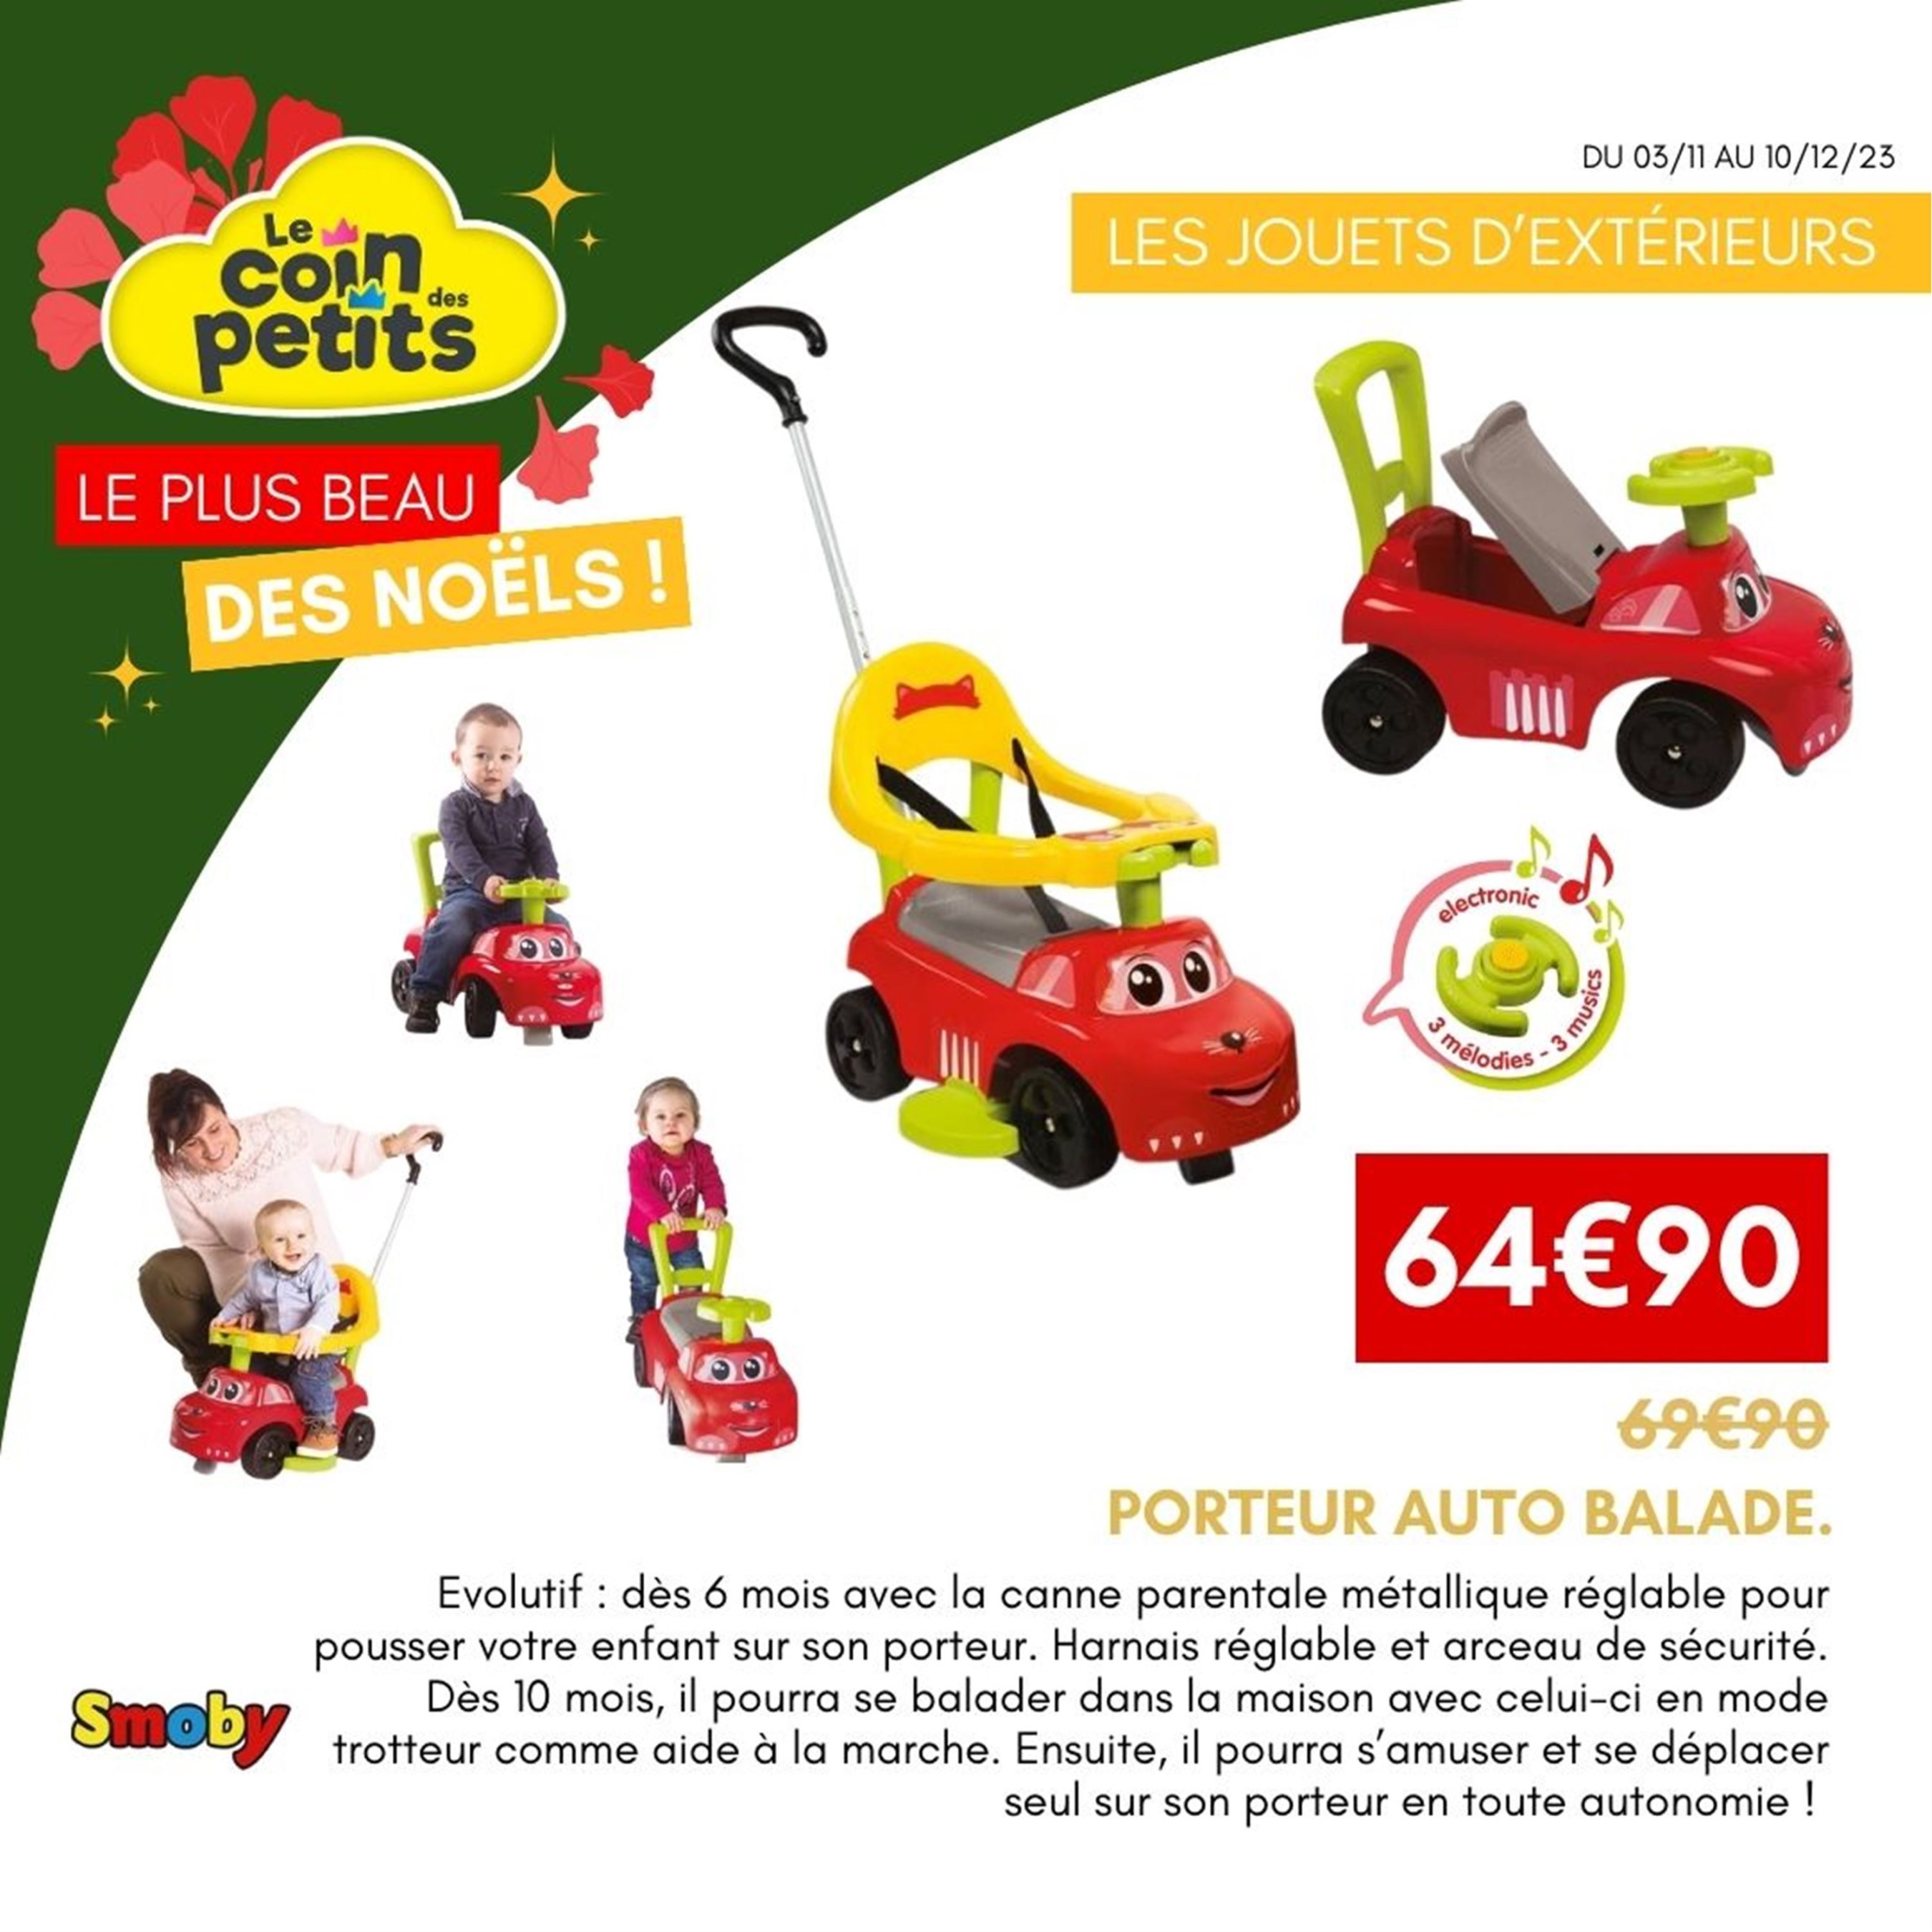 Le
coin
des
petits
LE PLUS BEAU
DES NOËLS !
DU 03/11 AU 10/12/23
LES JOUETS D'EXTÉRIEURS
electronic
3 mélodies - 3 musics
64€90
69€90
PORTEUR AUTO BALADE.
Evolutif : dès 6 mois avec la canne parentale métallique réglable pour
pousser votre enfant sur son porteur. Harnais réglable et arceau de sécurité.
Dès 10 mois, il pourra se balader dans la maison avec celui-ci en mode
trotteur comme aide à la marche. Ensuite, il pourra s'amuser et se déplacer
seul sur son porteur en toute autonomie !
Smoby